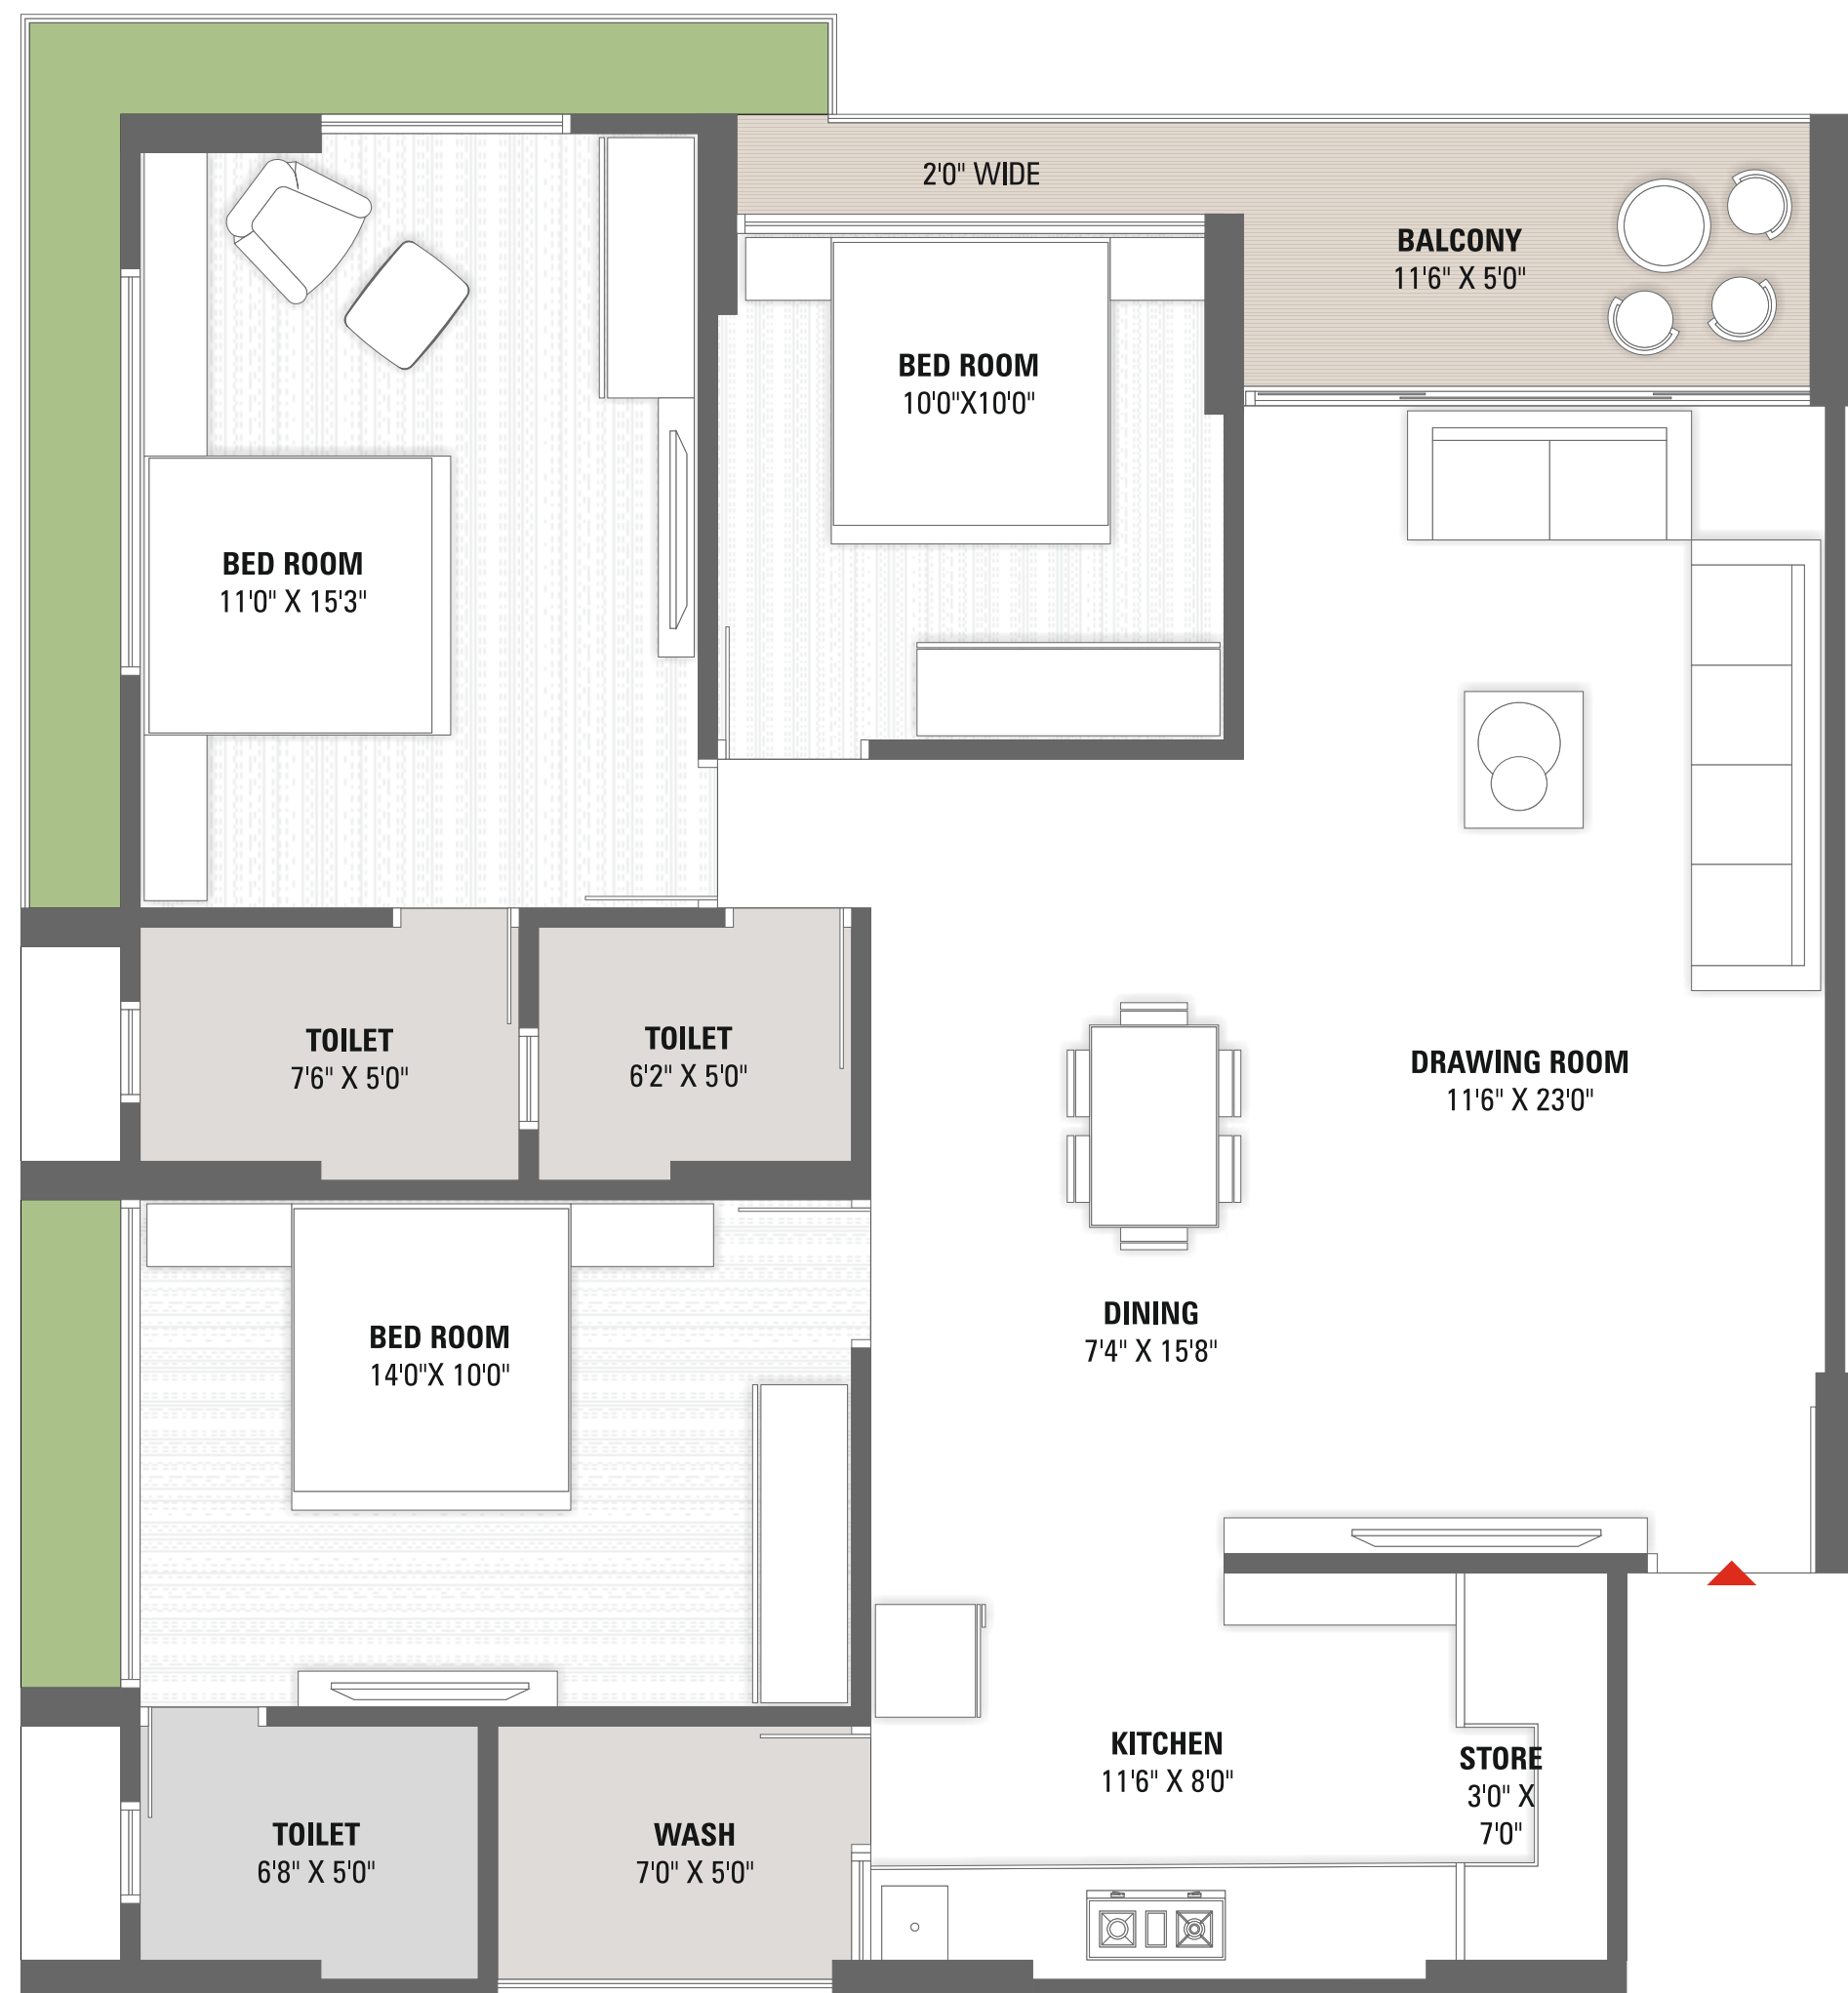 2'0" WIDE
BALCONY
11'6" X 5'0"
BED ROOM
10'0"X10'0"
BED ROOM
11'0" X 15'3"
TOILET
7'6" X 5'0"
TOILET
6'2" X 5'0"
DRAWING ROOM
11'6" X 23'0"
DINING
7'4" X 15'8"
BED ROOM
14'0"X 10'0"
KITCHEN
11'6" X 8'0"
STORE
3'0" X
7'0"
TOILET
6'8" X 5'0"
WASH
7'0" X 5'0"